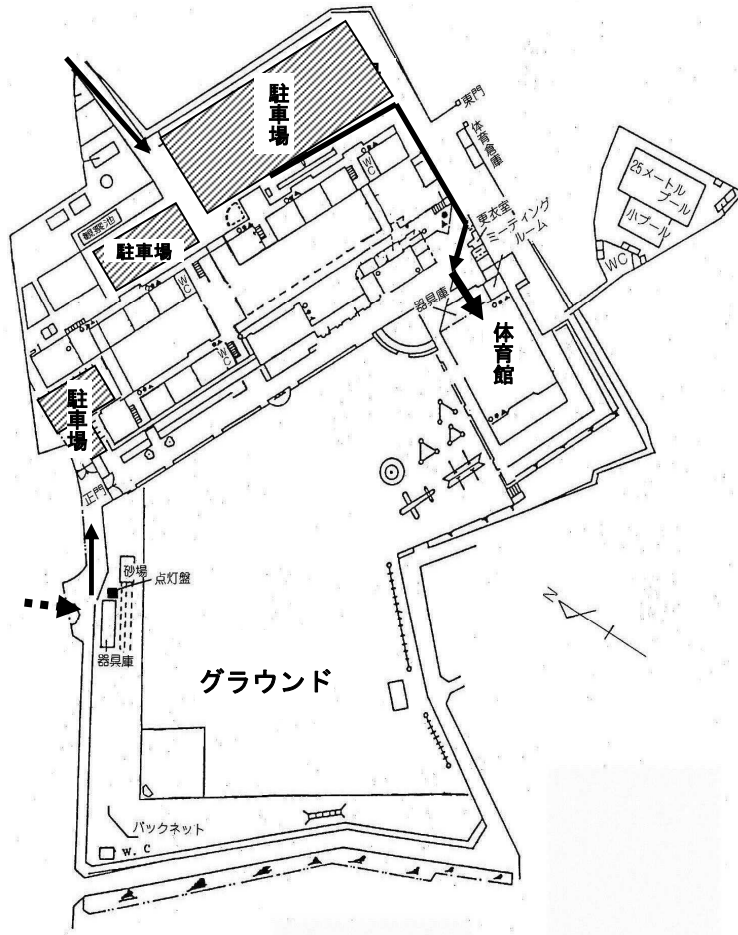 駐車場
東門
体育倉庫
WC
25メートル
プール
小プール
更衣室
ミーティング
ルーム
観察池
駐車場
WC
WC
器具庫
体育館
WC
駐車場
正門
砂場
点灯盤
器具庫
N
グラウンド
バックネット
W.C